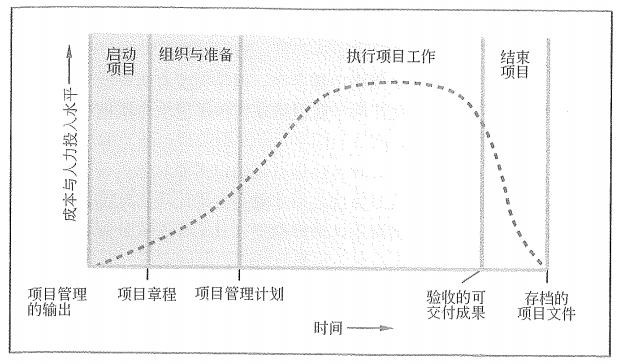 启动
项目
组织与准备
执行项目工作
结束
项目
成本与人力投入水平
项目管理
的输出
项目章程
项目管理计划
验收的可
交付成果
存档的
项目文件
时间